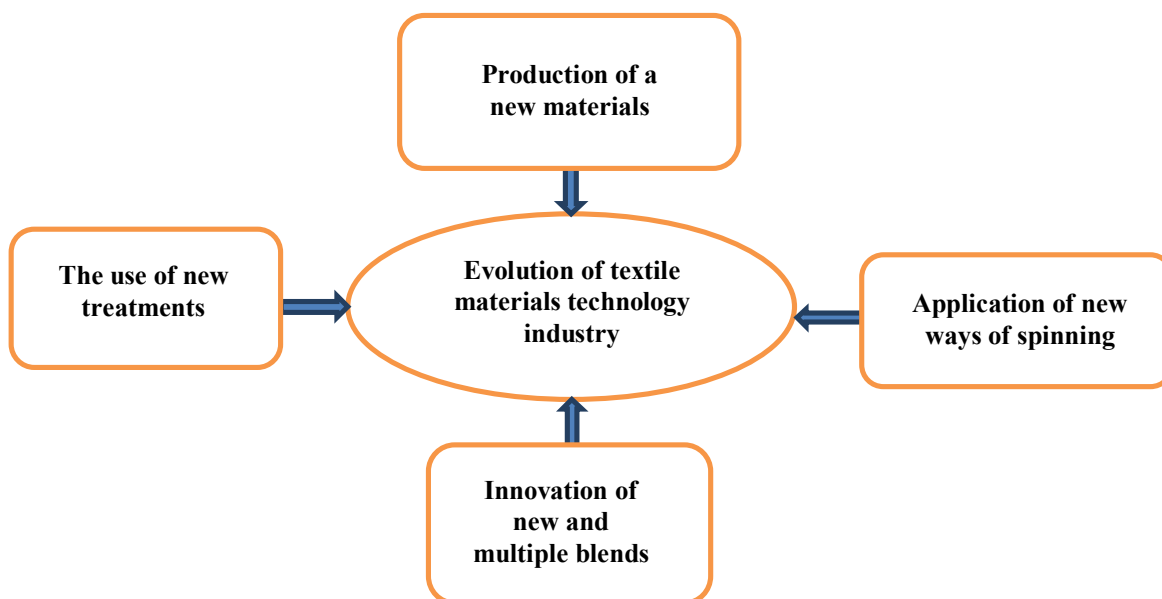 Production of a
new materials
The use of new
treatments
Evolution of textile
materials technology
industry
Application of new
ways of spinning
Innovation of
new and
multiple blends